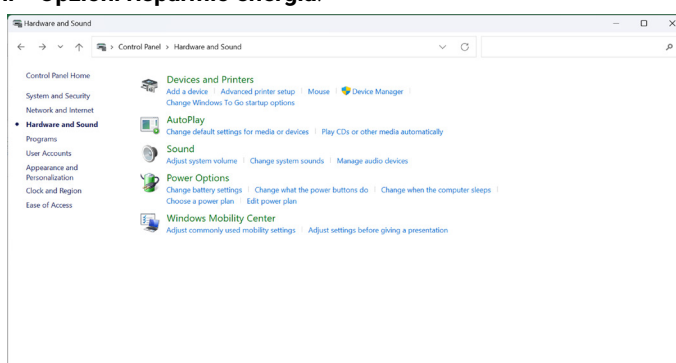 Opzioni risparmio energia.
Hardware and Sound
Control Panel > Hardware and Sound
Control Panel Home
System and Security
Network and Internet
Hardware and Sound
Programs
User Accounts
Appearance and
Personalization
Clock and Region
Ease of Access
Devices and Printers
Add a device
Advanced printer setup
Mouse
Device Manager
Change Windows To Go startup options
AutoPlay
Change default settings for media or devices
Play CDs or other media automatically
Sound
Adjust system volume
Change system sounds
Manage audio devices
Power Options
Change battery settings
Change what the power buttons do
Change when the computer sleeps
Choose a power plan
Edit power plan
Windows Mobility Center
Adjust commonly used mobility settings
Adjust settings before giving a presentation